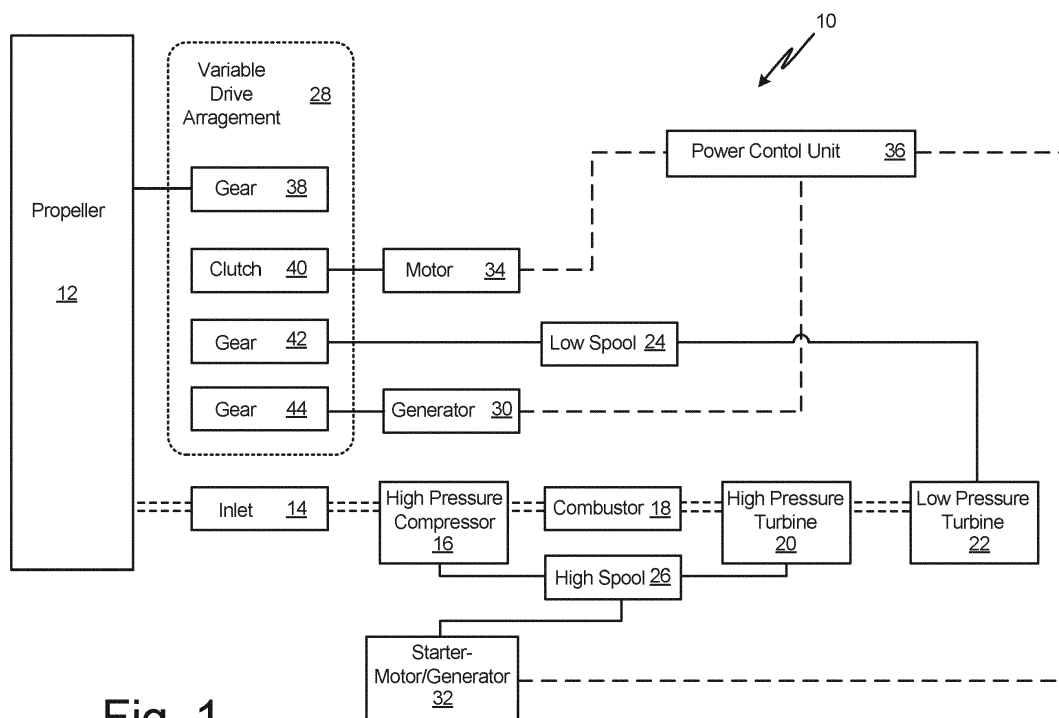 10
Variable
Drive
Arragement
28
Power Contol Unit 36
Gear 38
Propeller
12
Clutch 40
Motor 34
Gear 42
Low Spool 24
Gear 44
Generator 30
Inlet 14
High Pressure
Compressor
16
Combustor 18
High Pressure
Turbine
20
Low Pressure
Turbine
22
High Spool 26
Starter-
Motor/Generator
32
Fig. 1